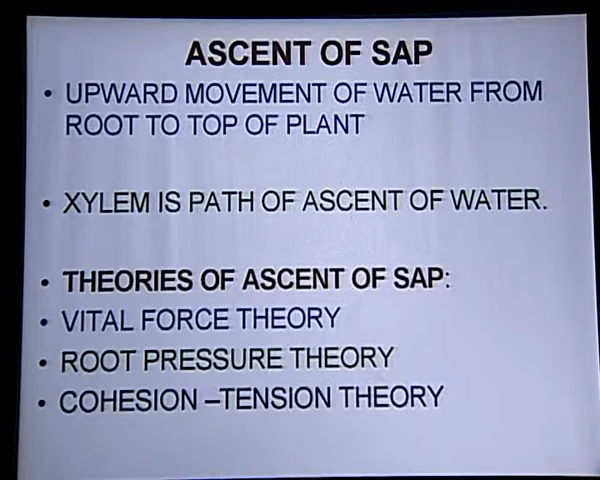 ASCENT OF SAP
• UPWARD MOVEMENT OF WATER FROM
ROOT TO TOP OF PLANT
• XYLEM IS PATH OF ASCENT OF WATER.
• THEORIES OF ASCENT OF SAP:
• VITAL FORCE THEORY
• ROOT PRESSURE THEORY
• COHESION –TENSION THEORY